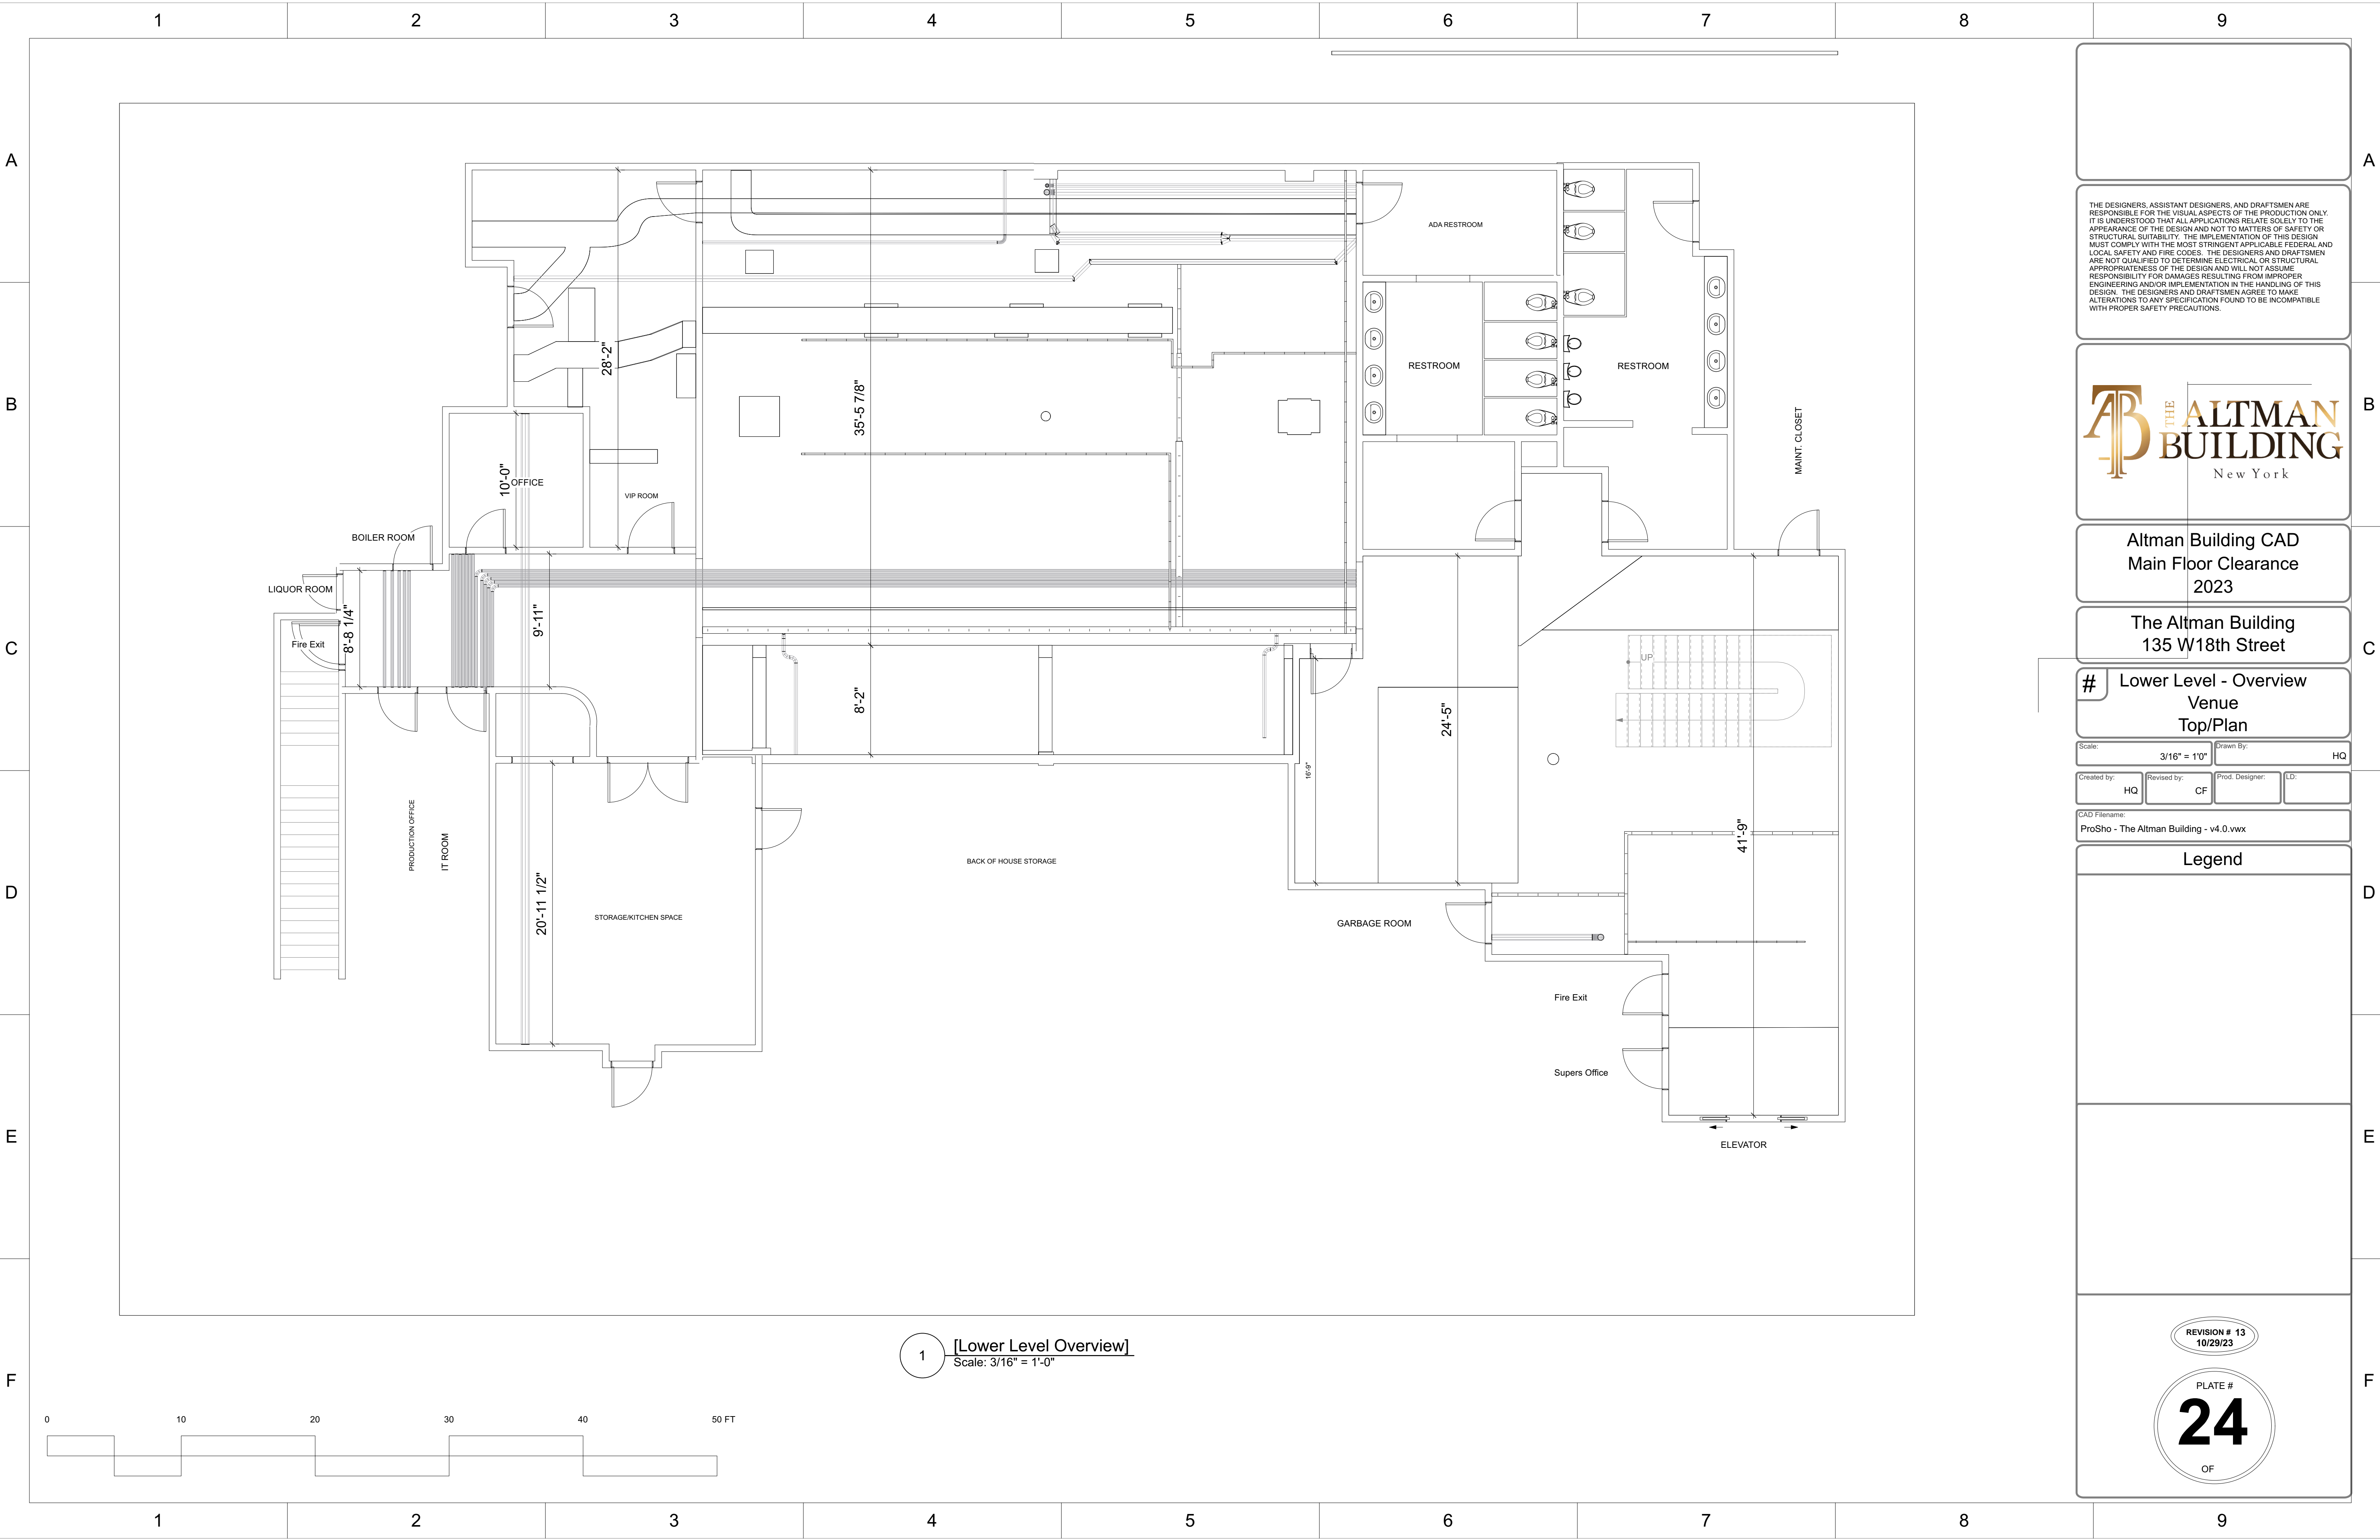 1 2 3 4 5 6 7 8 9
A A
B B
C C
D D
E E
F F
ADA RESTROOM
RESTROOM
RESTROOM
MAINT. CLOSET
28'-2"
35'-5 7/8"
10'-0"
OFFICE
VIP ROOM
BOILER ROOM
LIQUOR ROOM
Fire Exit
8'-8 1/4"
9'-11"
8'-2"
24'-5"
UP
16'-9"
41'-9"
PRODUCTION OFFICE
IT ROOM
20'-11 1/2"
STORAGE/KITCHEN SPACE
BACK OF HOUSE STORAGE
GARBAGE ROOM
Fire Exit
Supers Office
ELEVATOR
1
[Lower Level Overview]
Scale: 3/16" = 1'-0"
0 10 20 30 40 50 FT
THE DESIGNERS, ASSISTANT DESIGNERS, AND DRAFTSMEN ARE
RESPONSIBLE FOR THE VISUAL ASPECTS OF THE PRODUCTION ONLY.
IT IS UNDERSTOOD THAT ALL APPLICATIONS RELATE SOLELY TO THE
APPEARANCE OF THE DESIGN AND NOT TO MATTERS OF SAFETY OR
STRUCTURAL SUITABILITY. THE IMPLEMENTATION OF THIS DESIGN
MUST COMPLY WITH THE MOST STRINGENT APPLICABLE FEDERAL AND
LOCAL SAFETY AND FIRE CODES. THE DESIGNERS AND DRAFTSMEN
ARE NOT QUALIFIED TO DETERMINE ELECTRICAL OR STRUCTURAL
APPROPRIATENESS OF THE DESIGN AND WILL NOT ASSUME
RESPONSIBILITY FOR DAMAGES RESULTING FROM IMPROPER
ENGINEERING AND/OR IMPLEMENTATION IN THE HANDLING OF THIS
DESIGN. THE DESIGNERS AND DRAFTSMEN AGREE TO MAKE
ALTERATIONS TO ANY SPECIFICATION FOUND TO BE INCOMPATIBLE
WITH PROPER SAFETY PRECAUTIONS.
TAB
THE ALTMAN
BUILDING
New York
Altman Building CAD
Main Floor Clearance
2023
The Altman Building
135 W18th Street
# Lower Level - Overview
Venue
Top/Plan
Scale: 3/16" = 1'0"
Drawn By: HQ
Created by: HQ
Revised by: CF
Prod. Designer:
LD:
CAD Filename:
ProSho - The Altman Building - v4.0.vwx
Legend
REVISION # 13
10/29/23
PLATE #
24
OF
1 2 3 4 5 6 7 8 9